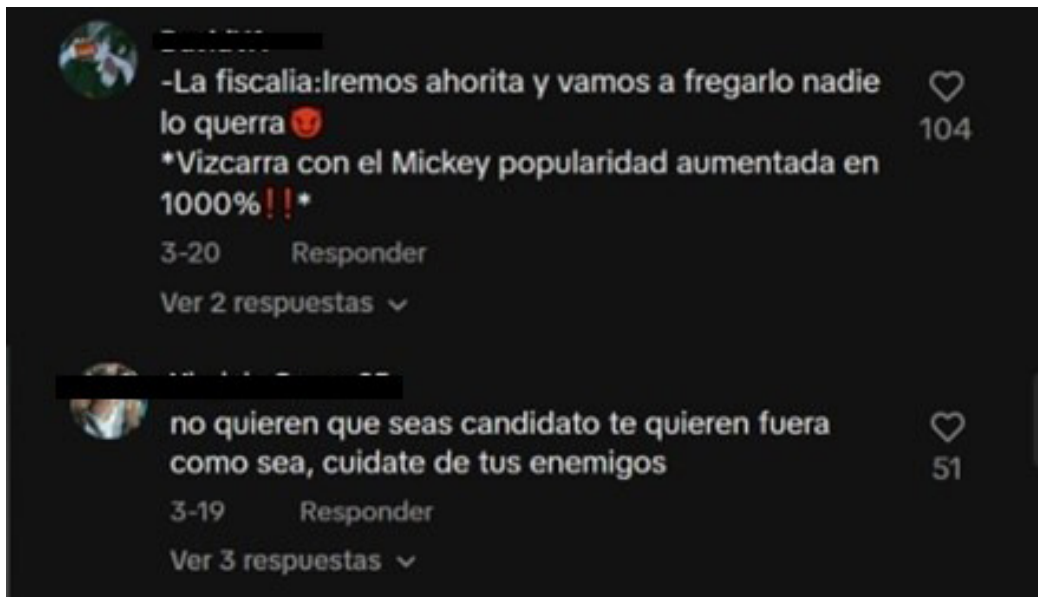 -La fiscalia:Iremos ahorita y vamos a fregarlo nadie
lo querra😈
104
*Vizcarra con el Mickey popularidad aumentada en
1000%‼️*
3-20 Responder
Ver 2 respuestas
no quieren que seas candidato te quieren fuera
como sea, cuidate de tus enemigos
51
3-19 Responder
Ver 3 respuestas